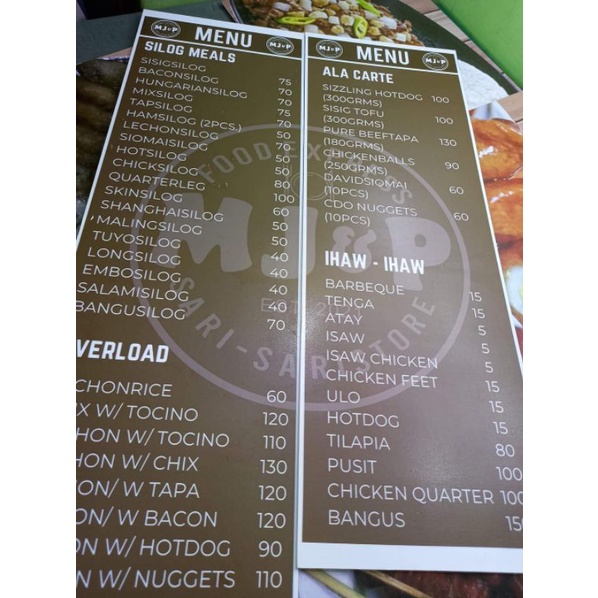 MJ&P MENU MJ&P
SILOG MEALS
SISIGSILOG 75
BACONSILOG 70
HUNGARIANSILOG 70
MIXSILOG 75
TAPSILOG 70
HAMSILOG (2PCS.) 50
LECHONSILOG 70
SIOMAISILOG 50
HOTSILOG 50
CHICKSILOG 80
QUARTERLEG 100
SKINSILOG 60
SHANGHAISILOG 50
MALINGSILOG 50
TUYOSILOG 40
LONGSILOG 40
EMBOSILOG 40
SALAMISILOG 40
BANGUSILOG 70
VERLOAD
CHONRICE 60
X W/ TOCINO 120
HON W/ TOCINO 110
HON W/ CHIX 130
ON/ W TAPA 120
ON/ W BACON 120
ON W/ HOTDOG 90
N W/ NUGGETS 110
MJ&P MENU MJ&P
ALA CARTE
SIZZLING HOTDOG 100
(300GRMS)
SISIG TOFU 100
(300GRMS)
PURE BEEFTAPA 130
(180GRMS)
CHICKENBALLS 90
(250GRMS)
DAVIDSIOMAI 60
(10PCS)
CDO NUGGETS 60
(10PCS)
IHAW - IHAW
BARBEQUE 15
TENGA 15
ATAY 5
ISAW 5
ISAW CHICKEN 5
CHICKEN FEET 15
ULO 15
HOTDOG 15
TILAPIA 80
PUSIT 100
CHICKEN QUARTER 100
BANGUS 150
FOOD EXPRESS
MJ&P
SARI-SARI STORE